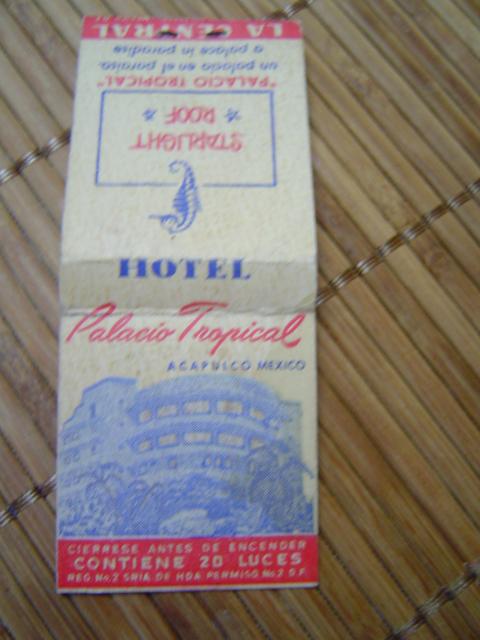 LA CENTRAL
a palace in paradise
un palacio en el paraiso
"PALACIO TROPICAL"
STARLIGHT
ROOF
HOTEL
Palacio Tropical
ACAPULCO MEXICO
CIERRESE ANTES DE ENCENDER
CONTIENE 20 LUCES
REG. No. 2 SRIA. DE HDA PERMISO No. 2 D.F.